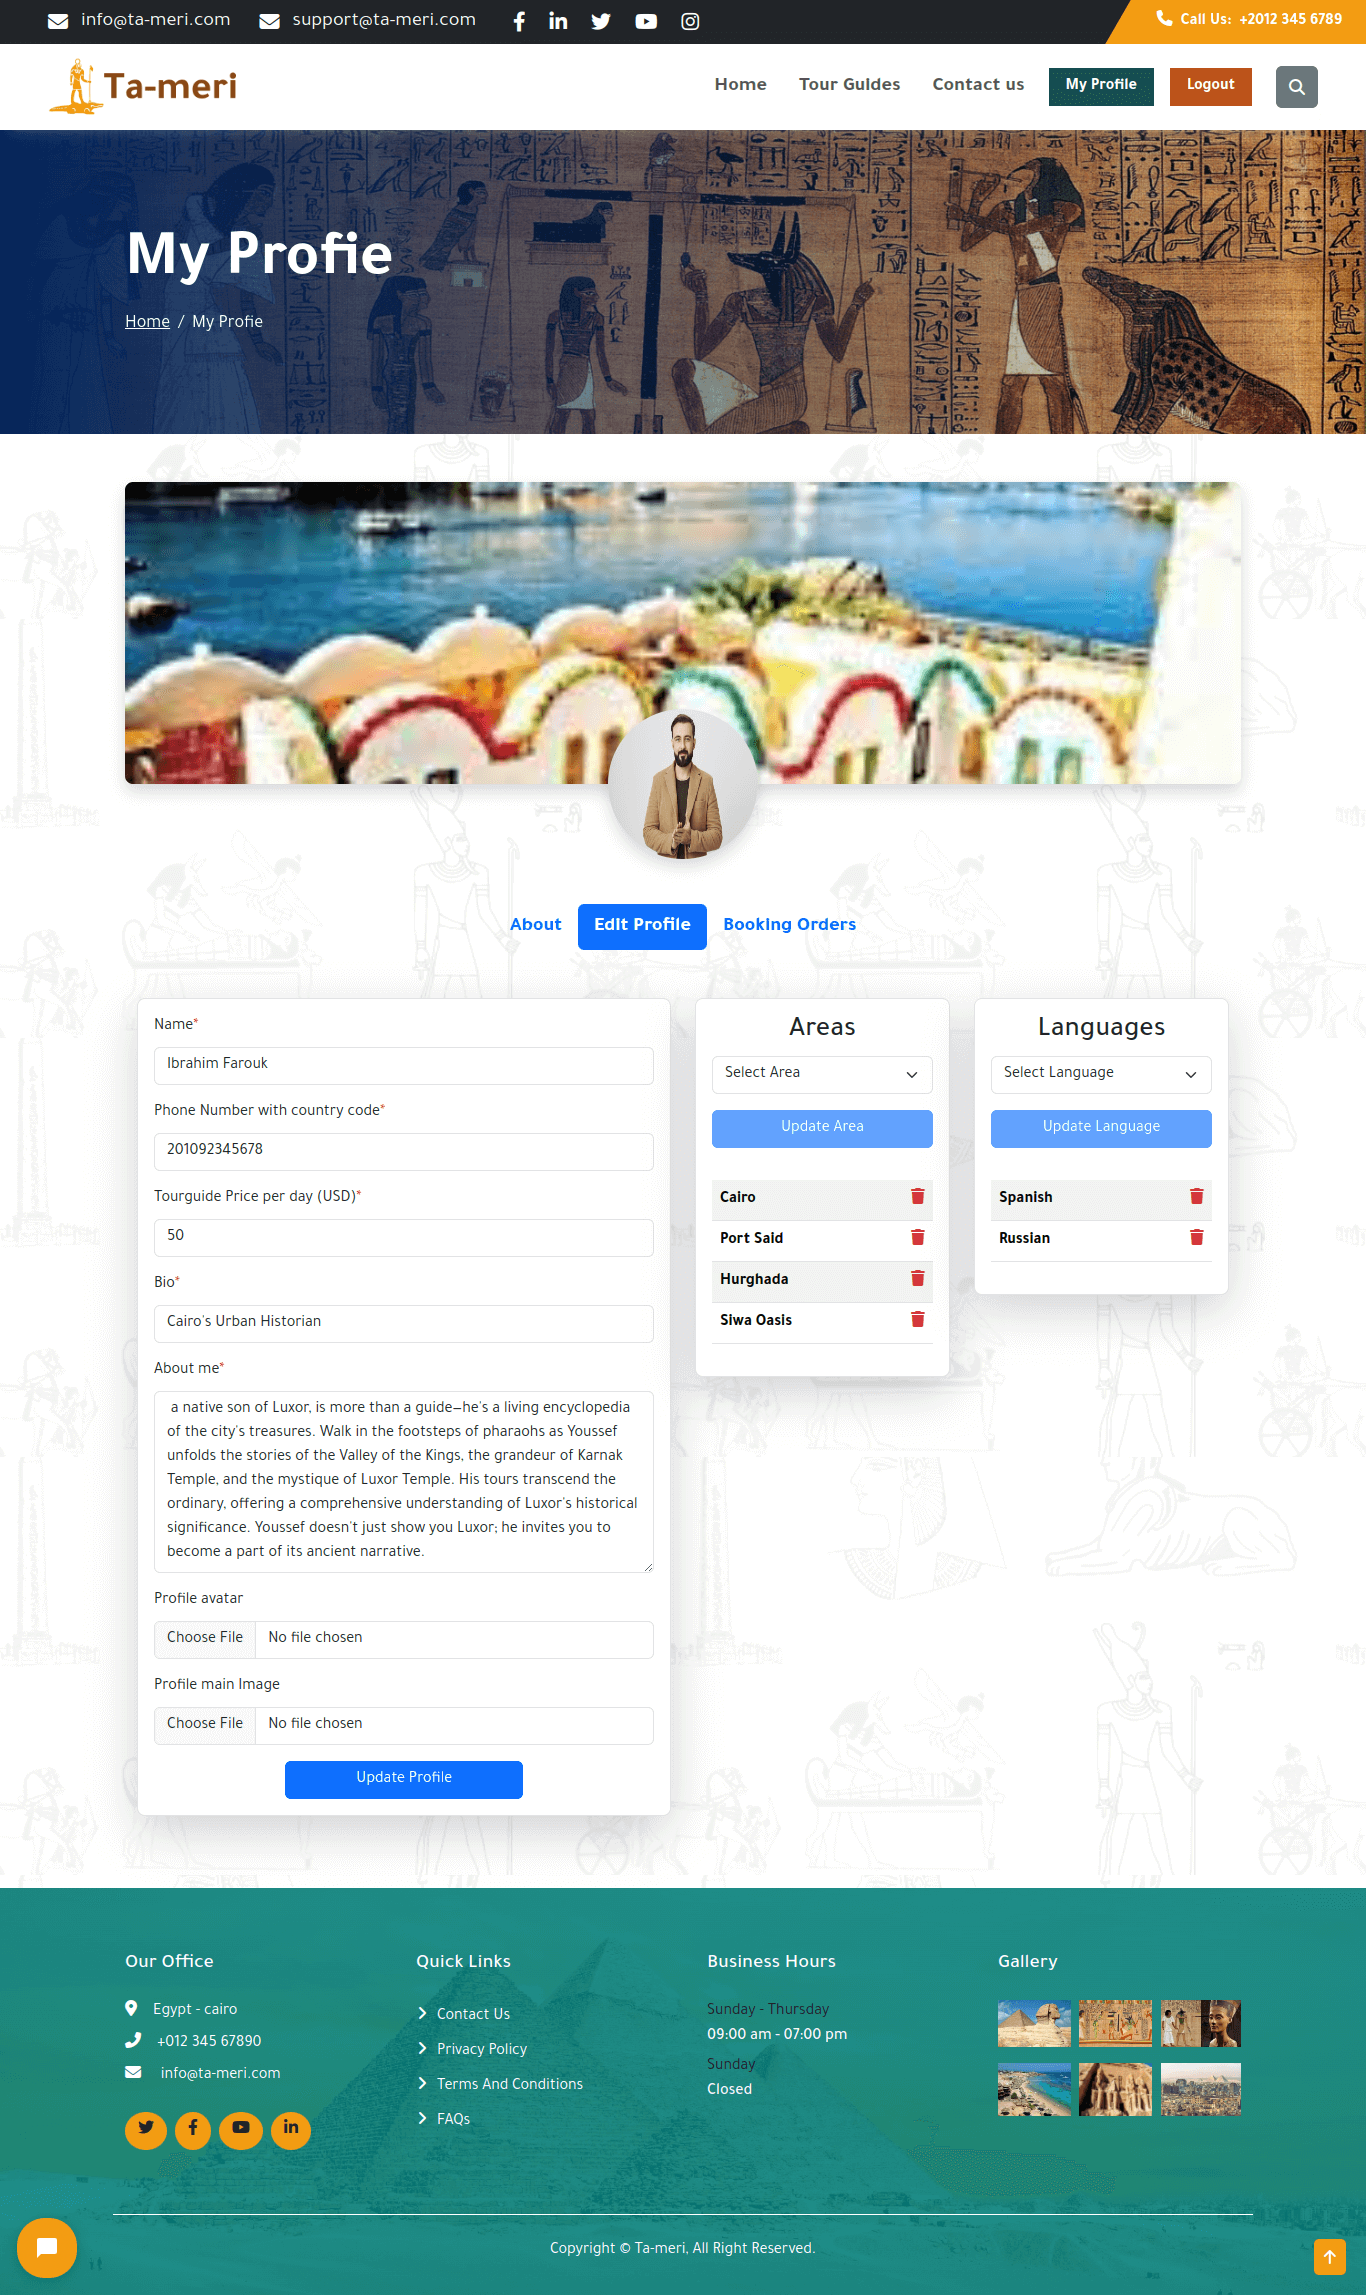 info@ta-meri.com
support@ta-meri.com
Call Us: +2012 345 6789
Ta-meri
Home
Tour Guides
Contact us
My Profile
Logout
My Profie
Home / My Profie
About
Edit Profile
Booking Orders
Name*
Ibrahim Farouk
Phone Number with country code*
201092345678
Tourguide Price per day (USD)*
50
Bio*
Cairo's Urban Historian
About me*
a native son of Luxor, is more than a guide—he's a living encyclopedia
of the city's treasures. Walk in the footsteps of pharaohs as Youssef
unfolds the stories of the Valley of the Kings, the grandeur of Karnak
Temple, and the mystique of Luxor Temple. His tours transcend the
ordinary, offering a comprehensive understanding of Luxor's historical
significance. Youssef doesn't just show you Luxor; he invites you to
become a part of its ancient narrative.
Profile avatar
Choose File No file chosen
Profile main Image
Choose File No file chosen
Update Profile
Areas
Select Area
Update Area
Cairo
Port Said
Hurghada
Siwa Oasis
Languages
Select Language
Update Language
Spanish
Russian
Our Office
Egypt - cairo
+012 345 67890
info@ta-meri.com
Quick Links
Contact Us
Privacy Policy
Terms And Conditions
FAQs
Business Hours
Sunday - Thursday
09:00 am - 07:00 pm
Sunday
Closed
Gallery
Copyright © Ta-meri, All Right Reserved.